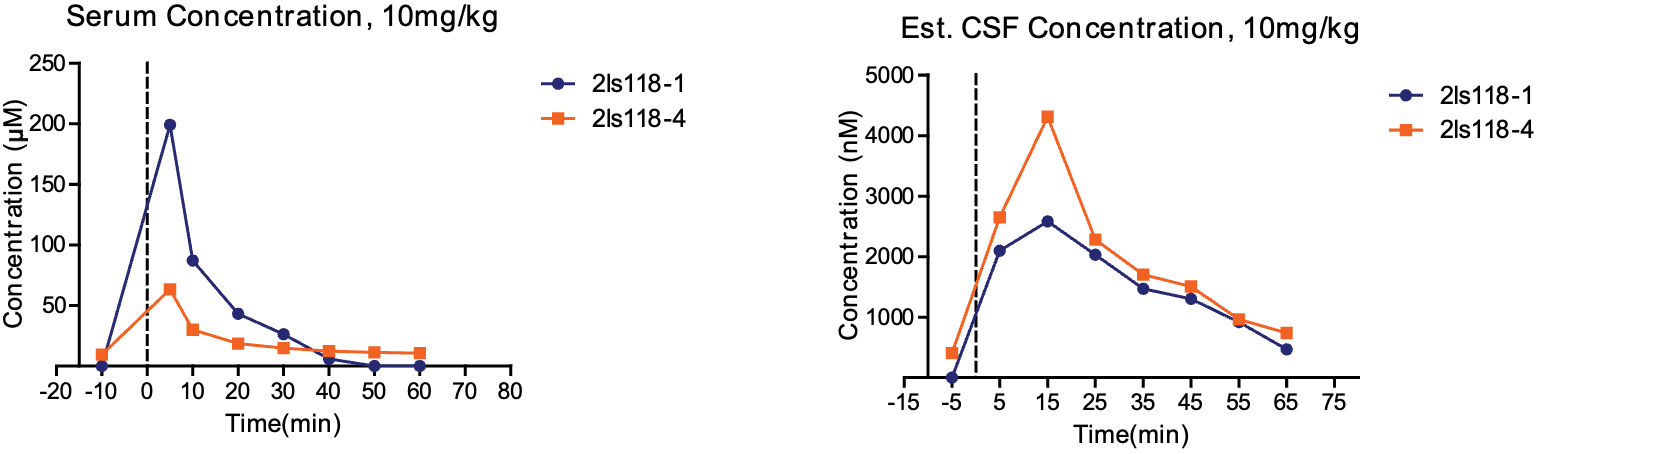 Serum Concentration, 10mg/kg
Concentration (µM)
250
200
150
100
50
-20 -10 0 10 20 30 40 50 60 70 80
Time(min)
2ls118-1
2ls118-4
Est. CSF Concentration, 10mg/kg
Concentration (nM)
5000
4000
3000
2000
1000
-15 -5 5 15 25 35 45 55 65 75
Time(min)
2ls118-1
2ls118-4